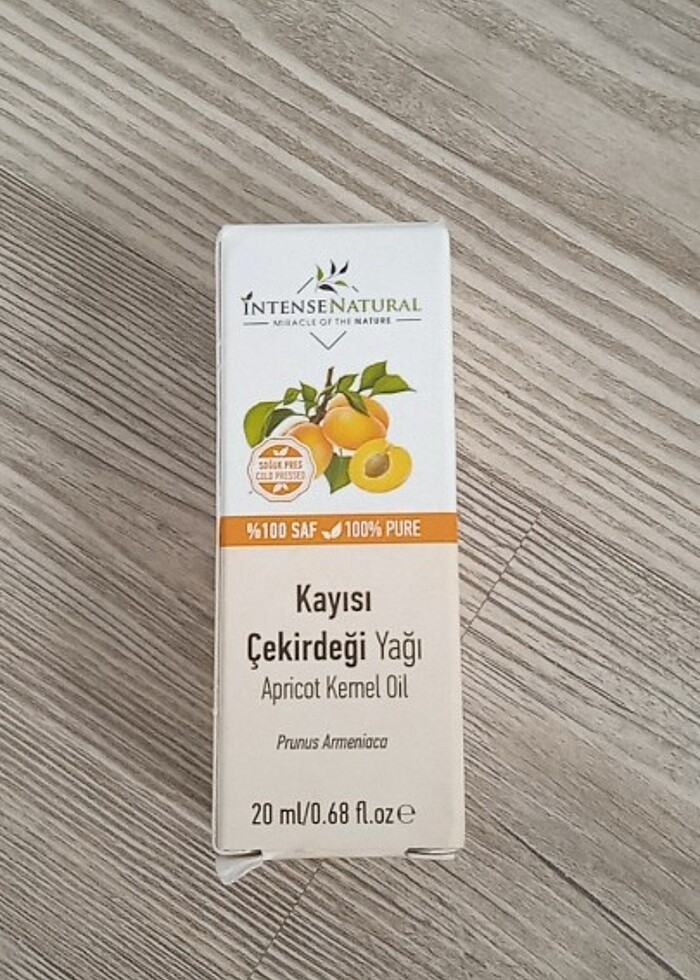 INTENSENATURAL
MIRACLE OF THE NATURE
SOĞUK PRES
COLD PRESSED
%100 SAF 100% PURE
Kayısı
Çekirdeği Yağı
Apricot Kernel Oil
Prunus Armeniaca
20 ml/0.68 fl.oz ℮